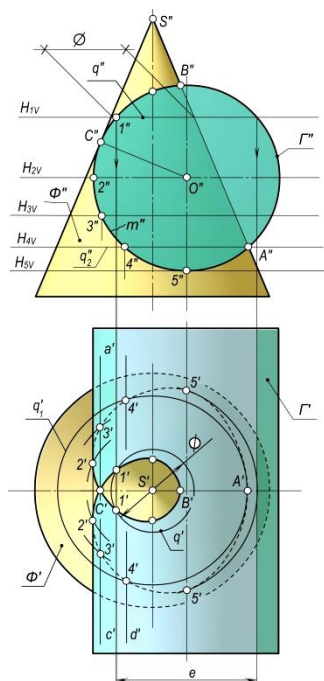 S"
Ø
B"
q"
H1V
1"
Γ"
C"
H2V
2"
O"
Φ"
3"
H3V
m"
H4V
q"2
4"
A"
H5V
5"
a'
5'
4'
q'1
Γ'
3'
Φ
2'
1'
S'
A'
C'
B'
1'
2'
q'
3'
Φ'
4'
5'
c'
d'
e